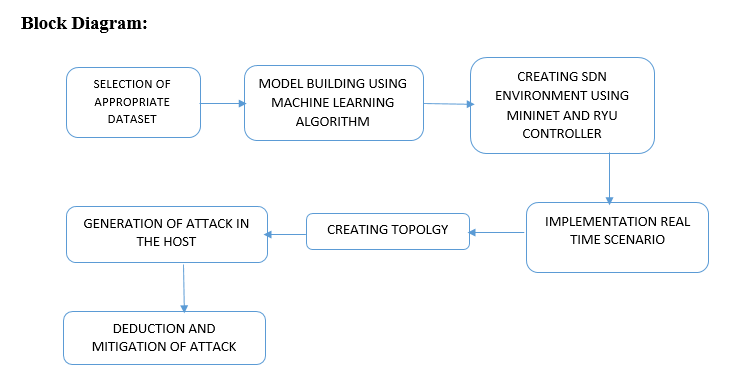 Block Diagram:
SELECTION OF
APPROPRIATE
DATASET
MODEL BUILDING USING
MACHINE LEARNING
ALGORITHM
CREATING SDN
ENVIRONMENT USING
MININET AND RYU
CONTROLLER
IMPLEMENTATION REAL
TIME SCENARIO
CREATING TOPOLGY
GENERATION OF ATTACK IN
THE HOST
DEDUCTION AND
MITIGATION OF ATTACK